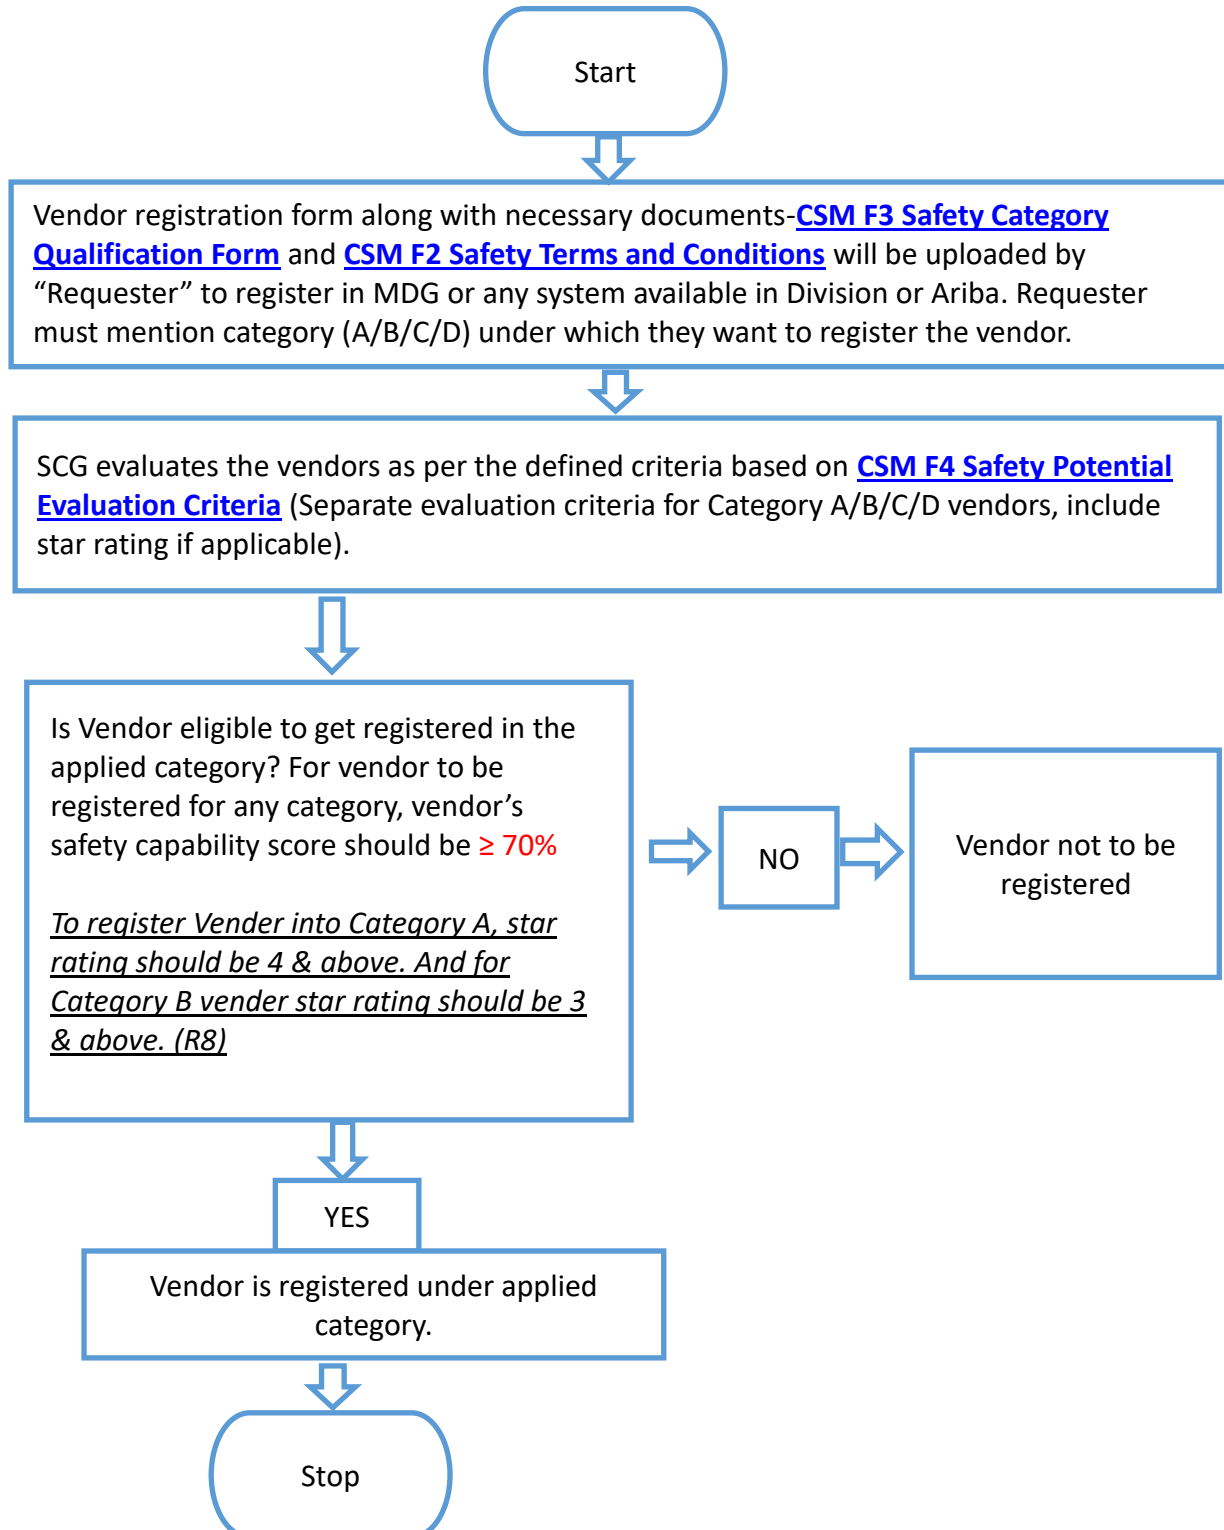 Start
Vendor registration form along with necessary documents-CSM F3 Safety Category
Qualification Form and CSM F2 Safety Terms and Conditions will be uploaded by
“Requester” to register in MDG or any system available in Division or Ariba. Requester
must mention category (A/B/C/D) under which they want to register the vendor.
SCG evaluates the vendors as per the defined criteria based on CSM F4 Safety Potential
Evaluation Criteria (Separate evaluation criteria for Category A/B/C/D vendors, include
star rating if applicable).
Is Vendor eligible to get registered in the
applied category? For vendor to be
registered for any category, vendor’s
safety capability score should be ≥ 70%
To register Vender into Category A, star
rating should be 4 & above. And for
Category B vender star rating should be 3
& above. (R8)
NO
Vendor not to be
registered
YES
Vendor is registered under applied
category.
Stop